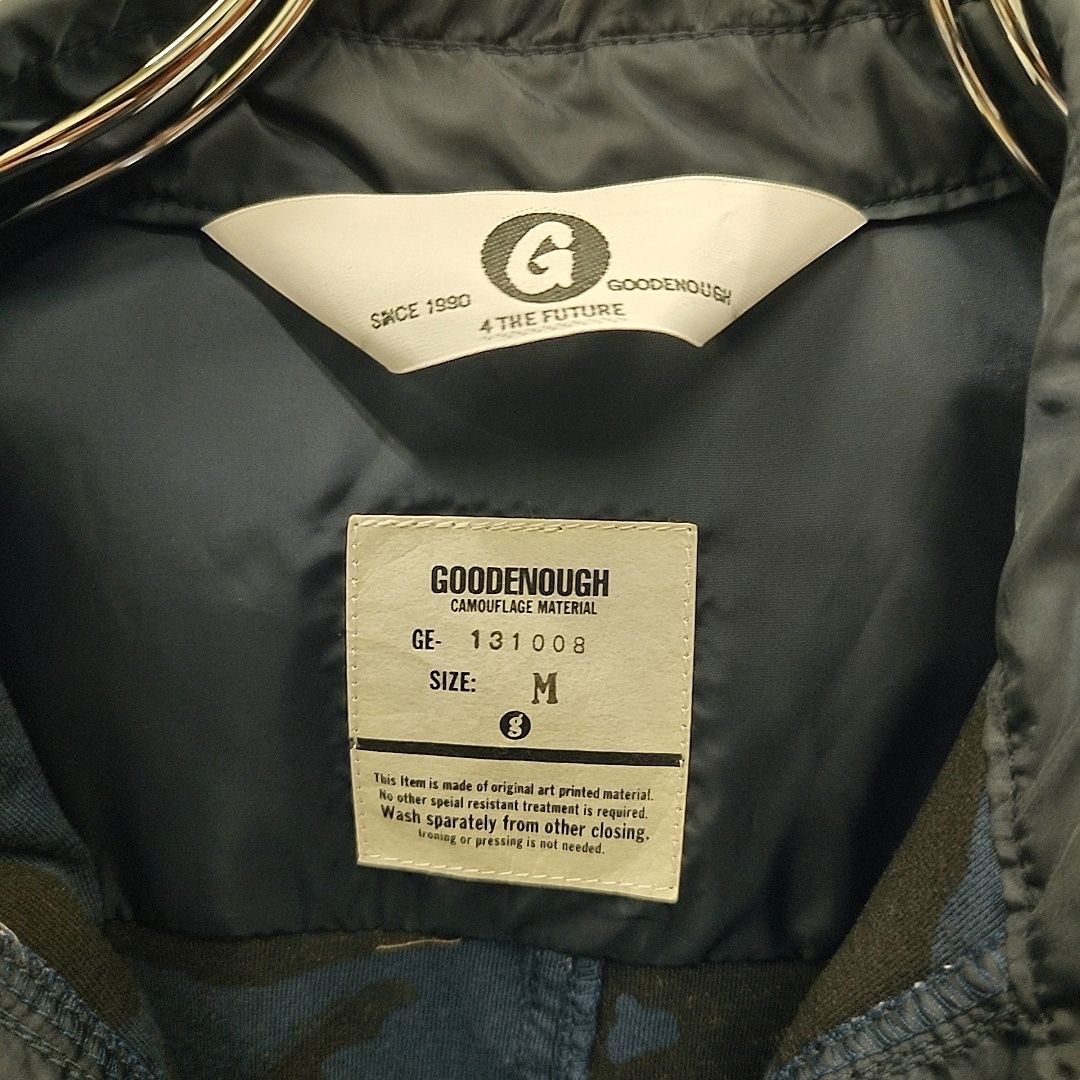 G
SINCE 1990
GOODENOUGH
4 THE FUTURE
GOODENOUGH
CAMOUFLAGE MATERIAL
GE- 131008
SIZE: M
g
This Item is made of original art printed material.
No other speial resistant treatment is required.
Wash sparately from other closing.
Ironing or pressing is not needed.